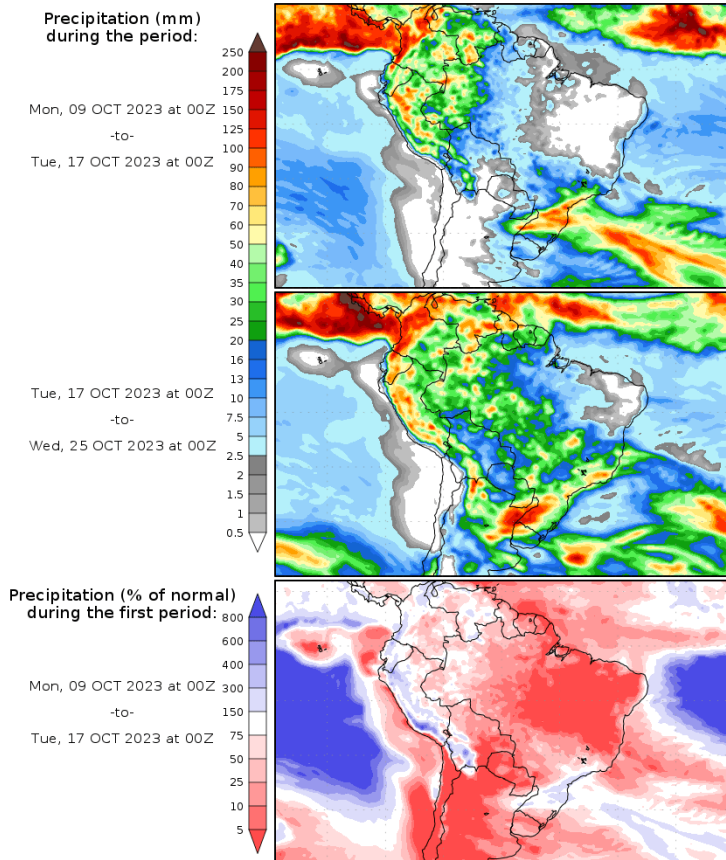 Precipitation (mm)
during the period:
Mon, 09 OCT 2023 at 00Z
-to-
Tue, 17 OCT 2023 at 00Z
250
200
175
150
125
100
90
80
70
60
50
40
35
30
25
20
16
13
10
7.5
5
2.5
2
1.5
1
0.5
Tue, 17 OCT 2023 at 00Z
-to-
Wed, 25 OCT 2023 at 00Z
Precipitation (% of normal)
during the first period:
Mon, 09 OCT 2023 at 00Z
-to-
Tue, 17 OCT 2023 at 00Z
800
600
400
300
150
75
50
25
10
5